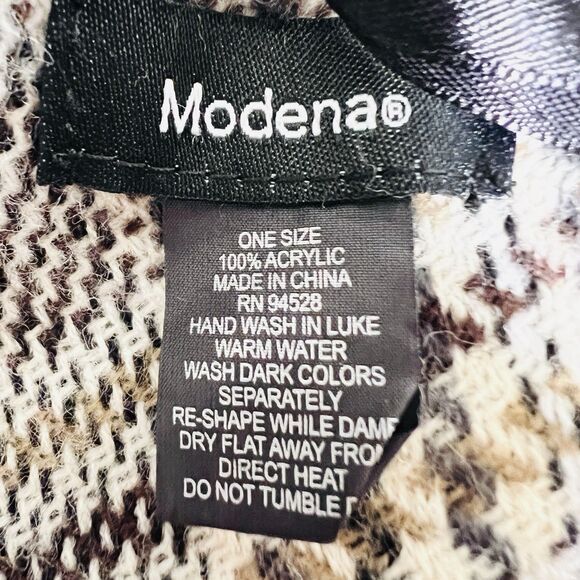 Modena®
ONE SIZE
100% ACRYLIC
MADE IN CHINA
RN 94528
HAND WASH IN LUKE
WARM WATER
WASH DARK COLORS
SEPARATELY
RE-SHAPE WHILE DAMP
DRY FLAT AWAY FRO
DIRECT HEAT
DO NOT TUMBLE D